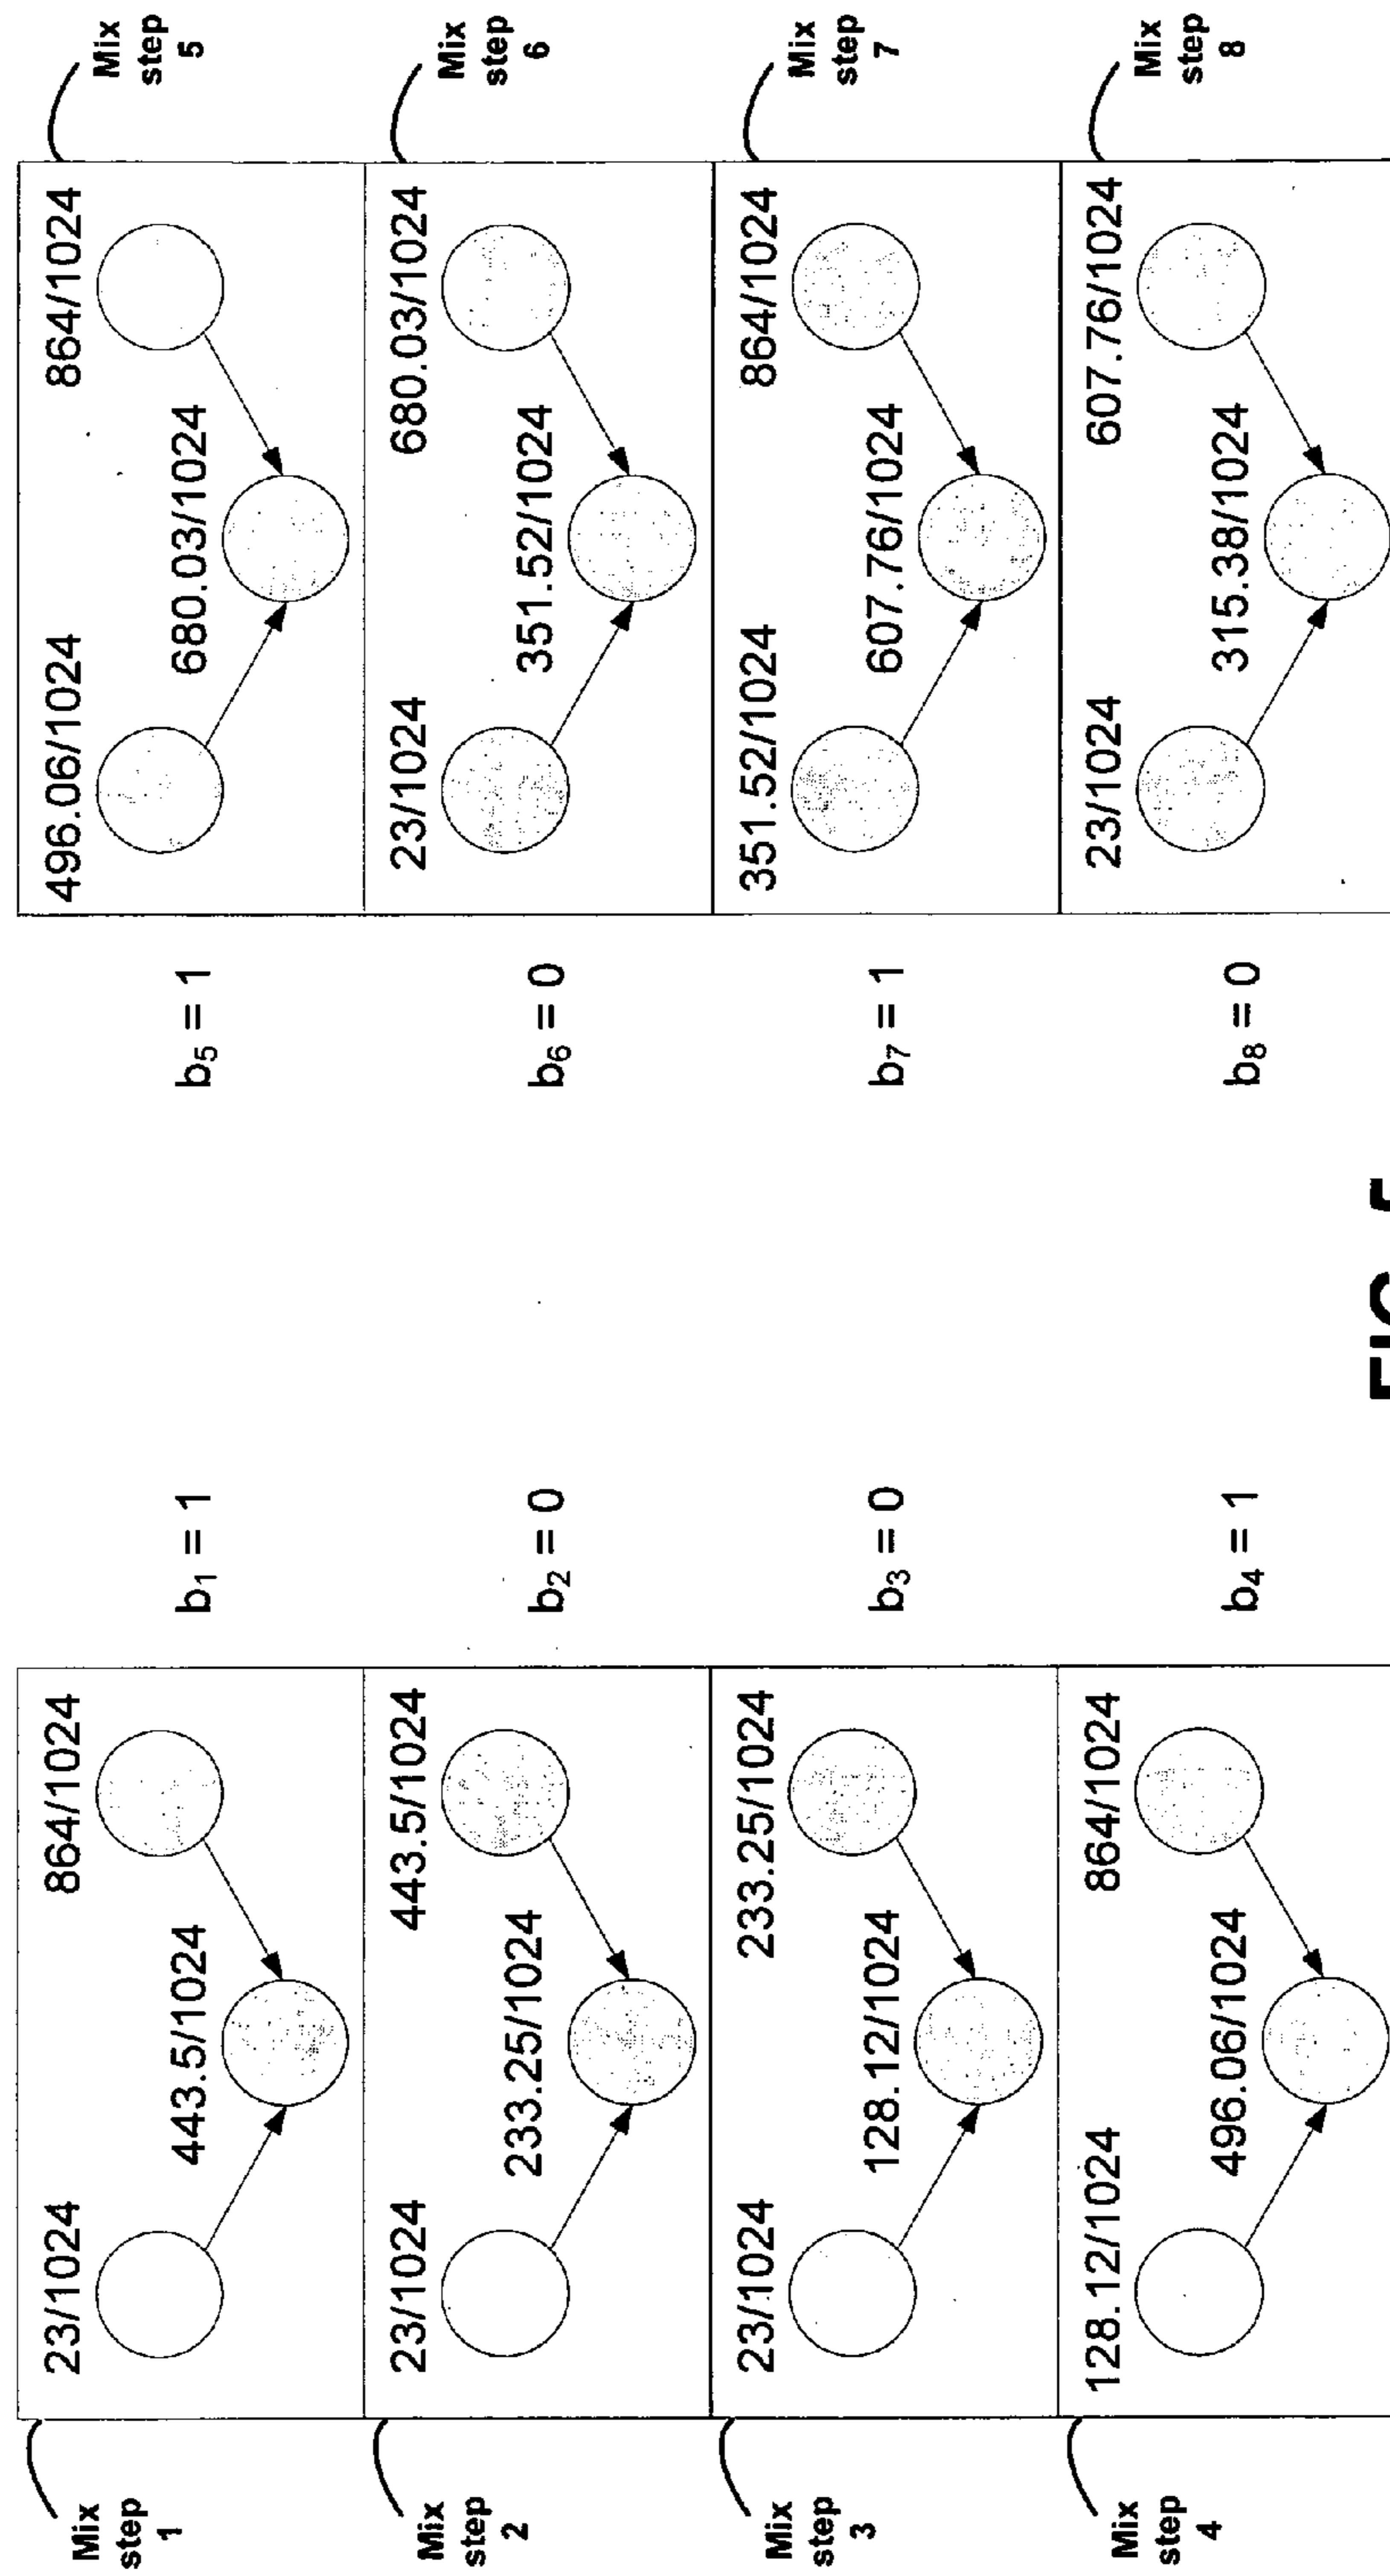 Mix
step
1
23/1024
864/1024
443.5/1024
b₁ = 1
Mix
step
2
23/1024
443.5/1024
233.25/1024
b₂ = 0
Mix
step
3
23/1024
233.25/1024
128.12/1024
b₃ = 0
Mix
step
4
128.12/1024
864/1024
496.06/1024
b₄ = 1
b₅ = 1
496.06/1024
864/1024
680.03/1024
Mix
step
5
b₆ = 0
23/1024
680.03/1024
351.52/1024
Mix
step
6
b₇ = 1
351.52/1024
864/1024
607.76/1024
Mix
step
7
b₈ = 0
23/1024
607.76/1024
315.38/1024
Mix
step
8